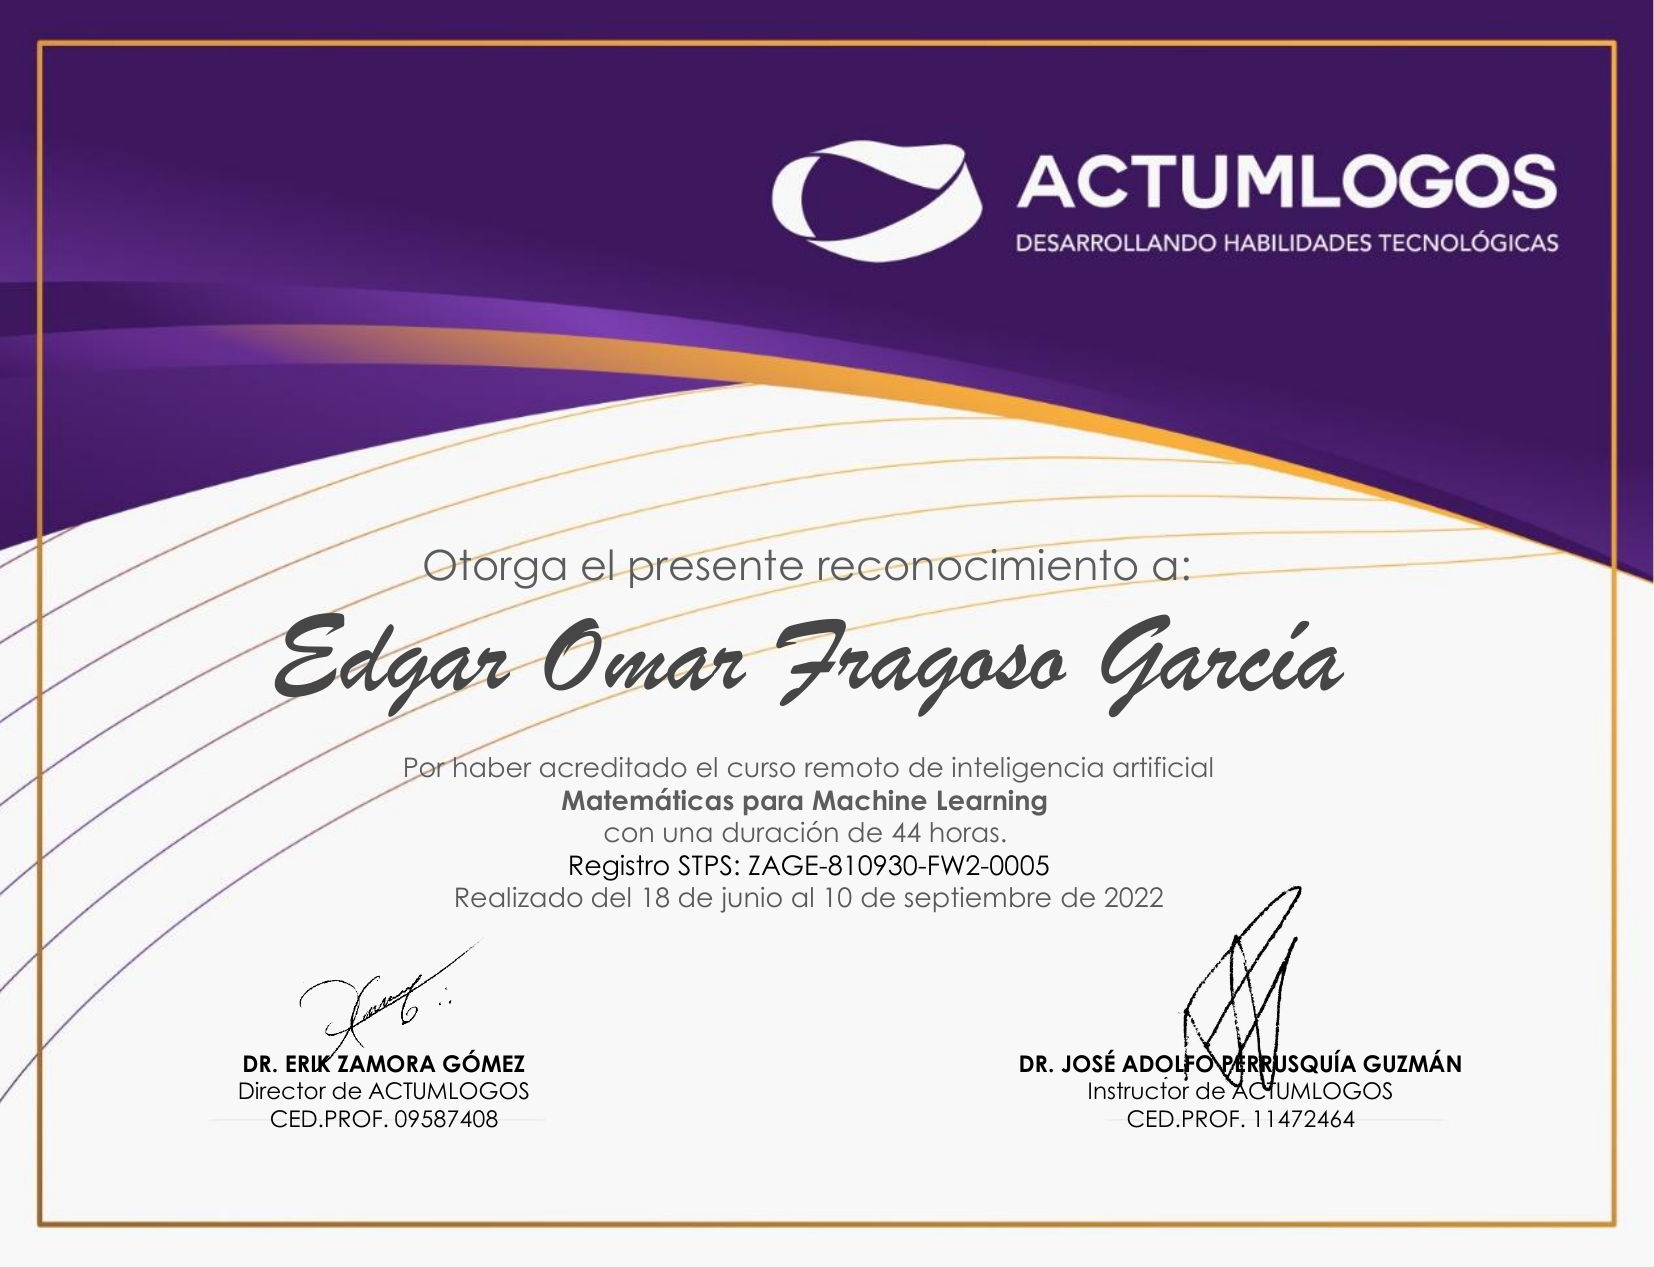 ACTUMLOGOS
DESARROLLANDO HABILIDADES TECNOLÓGICAS
Otorga el presente reconocimiento a:
Edgar Omar Fragoso García
Por haber acreditado el curso remoto de inteligencia artificial
Matemáticas para Machine Learning
con una duración de 44 horas.
Registro STPS: ZAGE-810930-FW2-0005
Realizado del 18 de junio al 10 de septiembre de 2022
DR. ERIK ZAMORA GÓMEZ
Director de ACTUMLOGOS
CED.PROF. 09587408
DR. JOSÉ ADOLFO PERRUSQUÍA GUZMÁN
Instructor de ACTUMLOGOS
CED.PROF. 11472464